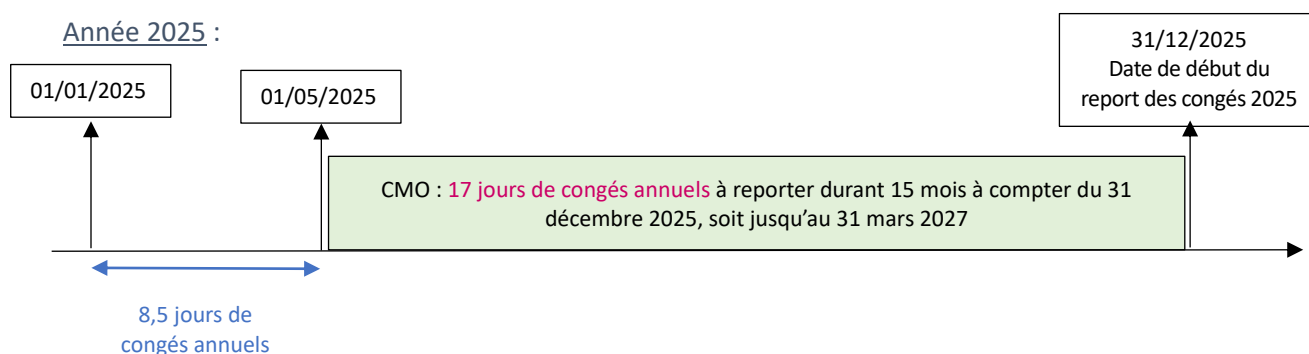 Année 2025 :
01/01/2025
01/05/2025
31/12/2025
Date de début du
report des congés 2025
CMO : 17 jours de congés annuels à reporter durant 15 mois à compter du 31
décembre 2025, soit jusqu’au 31 mars 2027
8,5 jours de
congés annuels